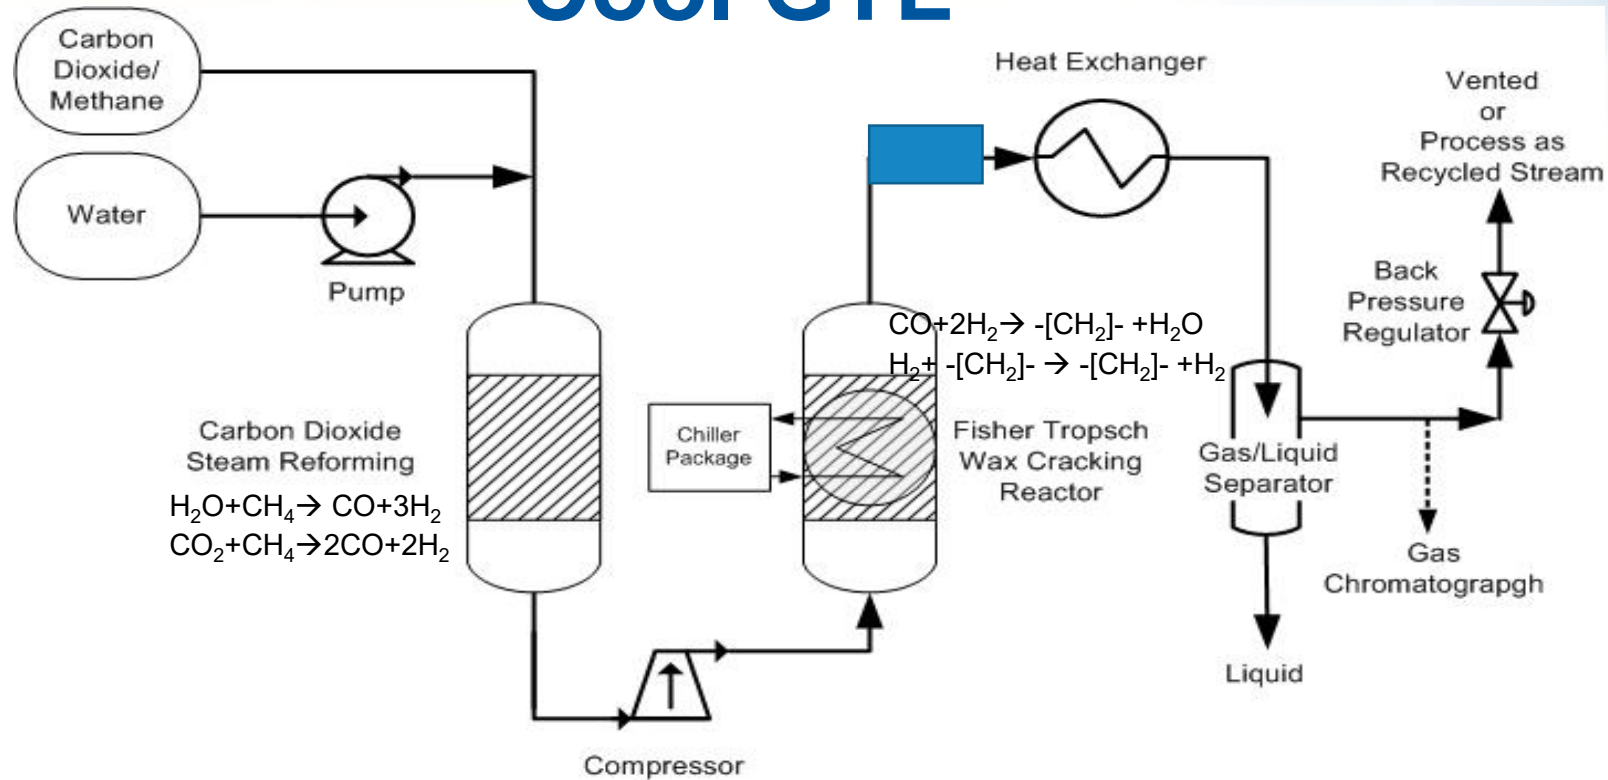 GTL
Carbon
Dioxide/
Methane
Water
Pump
Heat Exchanger
Vented
or
Process as
Recycled Stream
Back
Pressure
Regulator
CO+2H₂→ -[CH₂]- +H₂O
H₂+ -[CH₂]- → -[CH₂]- +H₂
Carbon Dioxide
Steam Reforming
H₂O+CH₄→ CO+3H₂
CO₂+CH₄→2CO+2H₂
Chiller
Package
Fisher Tropsch
Wax Cracking
Reactor
Gas/Liquid
Separator
Gas
Chromatograpgh
Liquid
Compressor